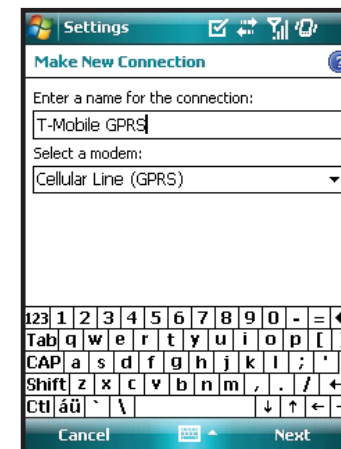 Settings
Make New Connection
?
Enter a name for the connection:
T-Mobile GPRS
Select a modem:
Cellular Line (GPRS)
123 1 2 3 4 5 6 7 8 9 0 - =
Tab q w e r t y u i o p [
CAP a s d f g h j k l ; '
Shift z x c v b n m , . /
Ctl áü ` \ ↓ ↑ ←
Cancel Next